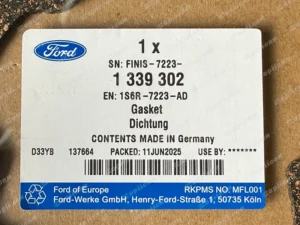 Ford
1 x
SN: FINIS-7223-
1 339 302
EN: 1S6R-7223-AD
Gasket
Dichtung
CONTENTS MADE IN Germany
D33YB 137664 PACKED: 11JUN2025 USE BY: *******
Ford of Europe RKPMS NO. MFL001
Ford-Werke GmbH, Henry-Ford-Straße 1, 50735 Köln